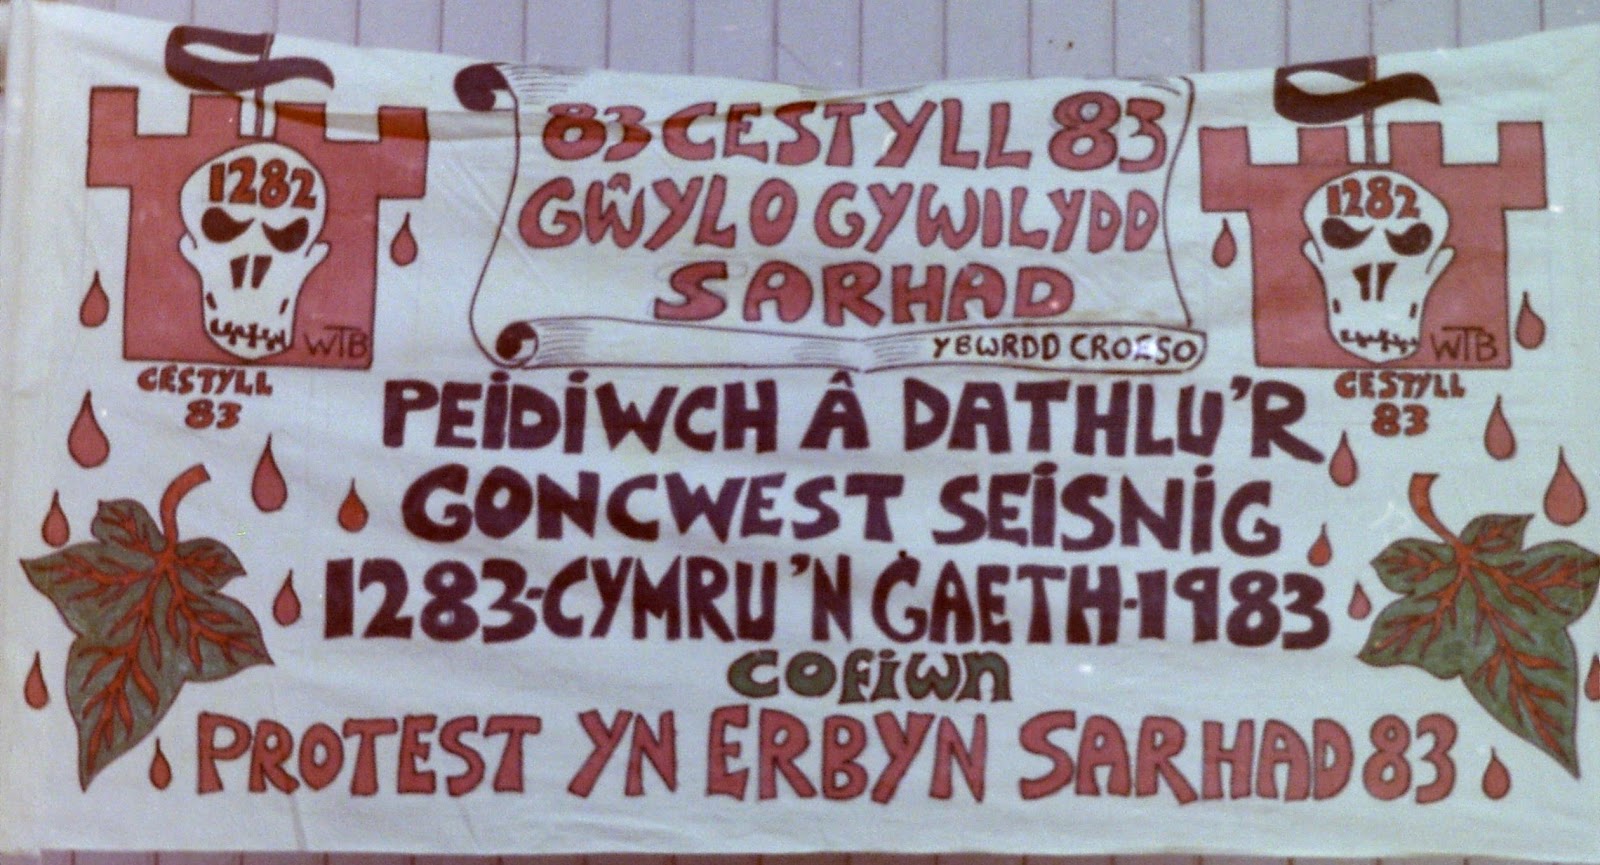 1282
WTB
CESTYLL
83
83 CESTYLL 83
GŴYL O GYWILYDD
SARHAD
Y BWRDD CROESO
1282
WTB
CESTYLL
83
PEIDIWCH Â DATHLU'R
GONCWEST SEISNIG
1283-CYMRU'N GAETH-1983
COFIWN
PROTEST YN ERBYN SARHAD 83